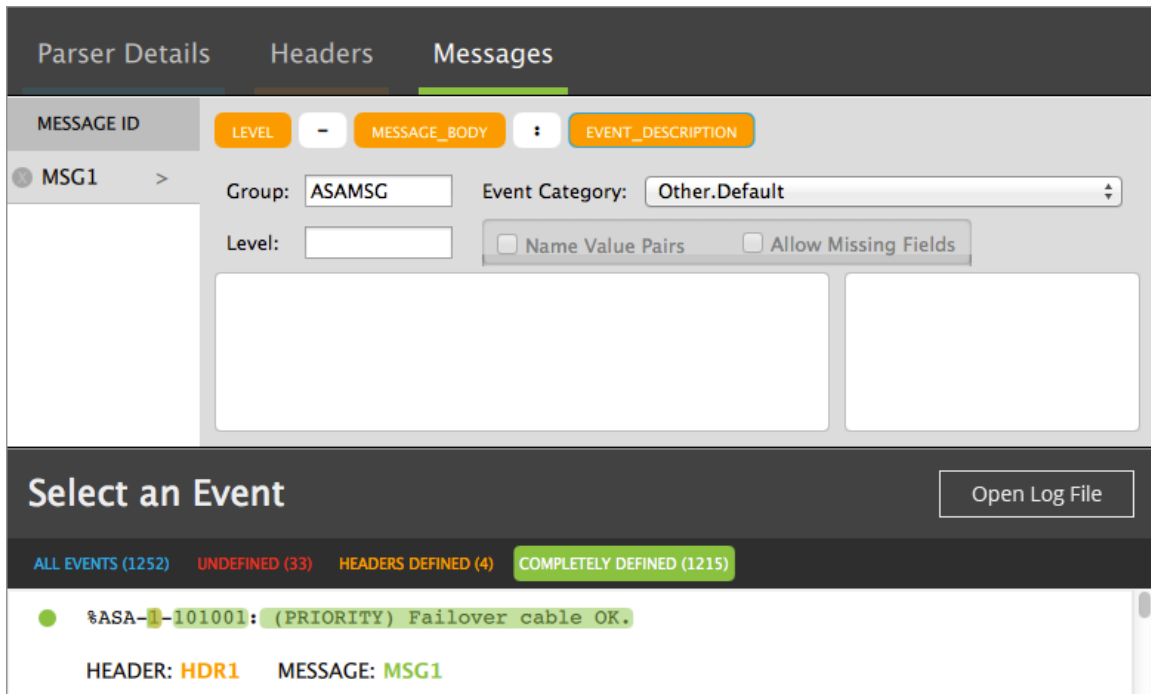 Parser Details Headers Messages
MESSAGE ID
LEVEL - MESSAGE_BODY : EVENT_DESCRIPTION
X MSG1 >
Group: ASAMSG Event Category: Other.Default
Level: Name Value Pairs Allow Missing Fields
Select an Event
Open Log File
ALL EVENTS (1252) UNDEFINED (33) HEADERS DEFINED (4) COMPLETELY DEFINED (1215)
%ASA-1-101001: (PRIORITY) Failover cable OK.
HEADER: HDR1 MESSAGE: MSG1